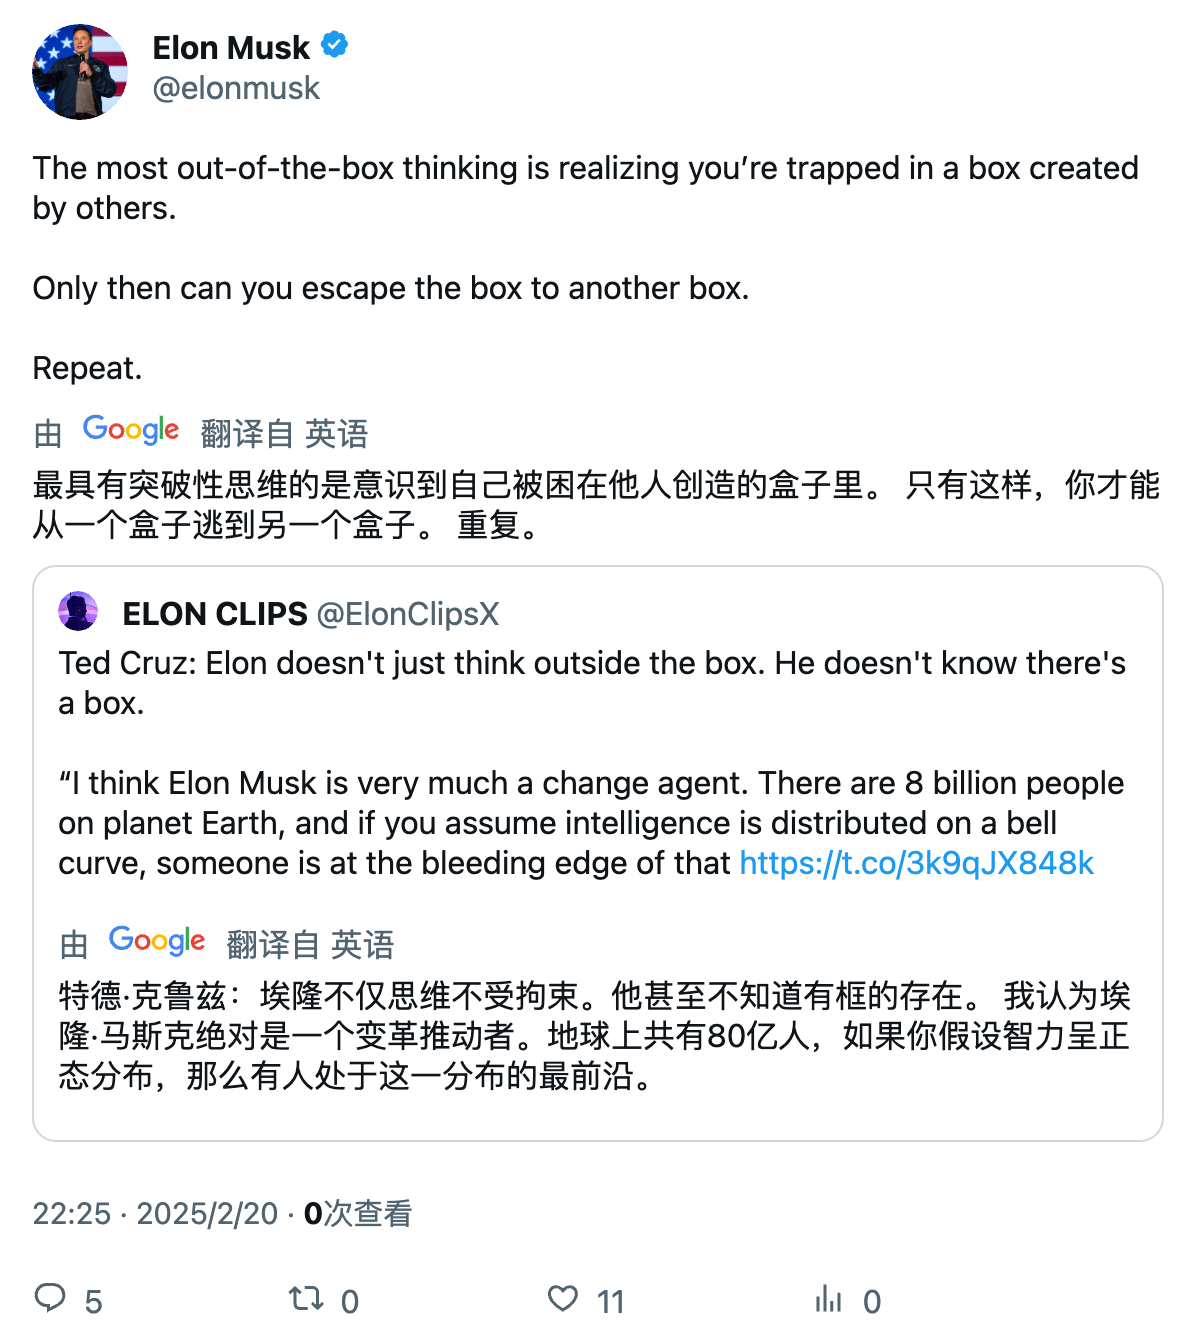 Elon Musk
@elonmusk
The most out-of-the-box thinking is realizing you’re trapped in a box created
by others.
Only then can you escape the box to another box.
Repeat.
由 Google 翻译自 英语
最具有突破性思维的是意识到自己被困在他人创造的盒子里。 只有这样，你才能
从一个盒子逃到另一个盒子。 重复。
ELON CLIPS @ElonClipsX
Ted Cruz: Elon doesn't just think outside the box. He doesn't know there's
a box.
“I think Elon Musk is very much a change agent. There are 8 billion people
on planet Earth, and if you assume intelligence is distributed on a bell
curve, someone is at the bleeding edge of that https://t.co/3k9qJX848k
由 Google 翻译自 英语
特德·克鲁兹：埃隆不仅思维不受拘束。他甚至不知道有框的存在。 我认为埃
隆·马斯克绝对是一个变革推动者。地球上共有80亿人，如果你假设智力呈正
态分布，那么有人处于这一分布的最前沿。
22:25 · 2025/2/20 · 0次查看
5 0 11 0